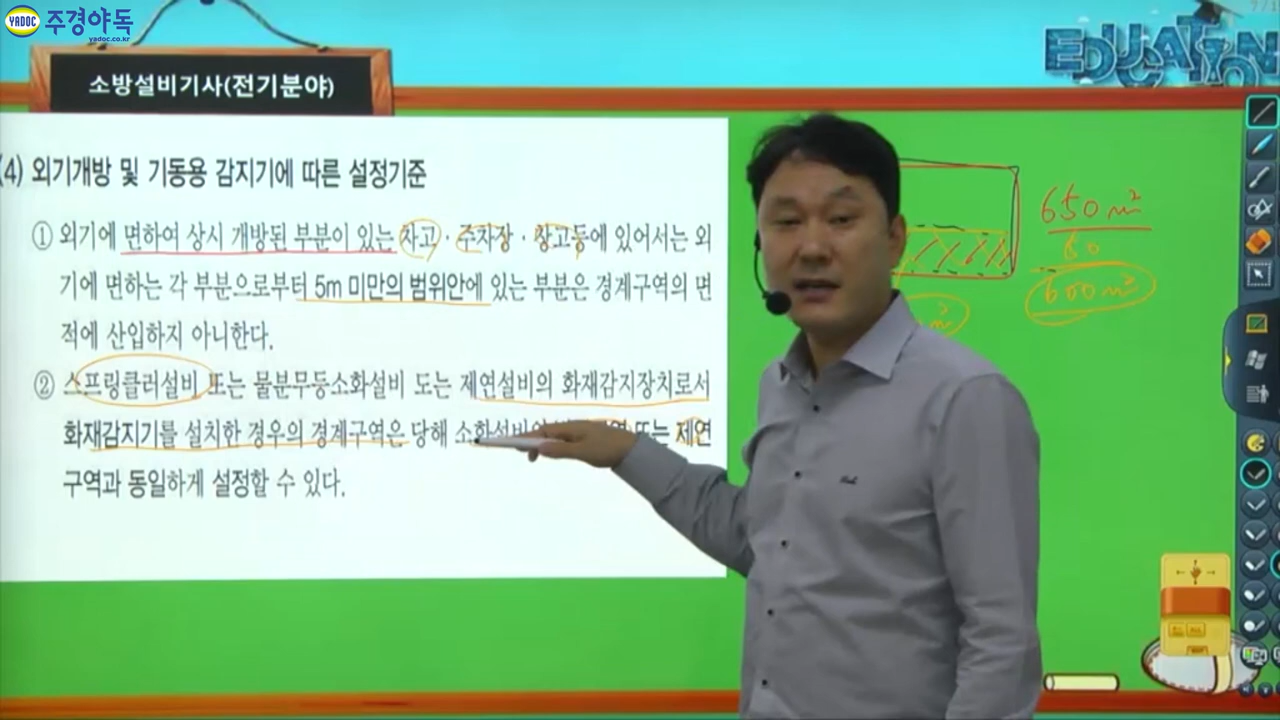 YADOC 주경야독
yadoc.co.kr
EDUCATION
소방설비기사(전기분야)
(4) 외기개방 및 기동용 감지기에 따른 설정기준
① 외기에 면하여 상시 개방된 부분이 있는 차고 · 주차장 · 창고등에 있어서는 외
기에 면하는 각 부분으로부터 5m 미만의 범위안에 있는 부분은 경계구역의 면
적에 산입하지 아니한다.
② 스프링클러설비 또는 물분무등소화설비 도는 제연설비의 화재감지장치로서
화재감지기를 설치한 경우의 경계구역은 당해 소화설비의 또는 제연
구역과 동일하게 설정할 수 있다.
650㎡
50
600㎡
㎡